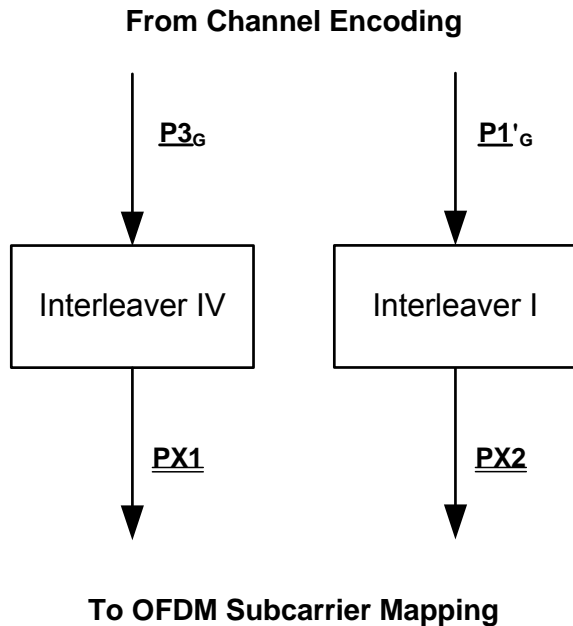 From Channel Encoding
P3G
P1'G
Interleaver IV
Interleaver I
PX1
PX2
To OFDM Subcarrier Mapping